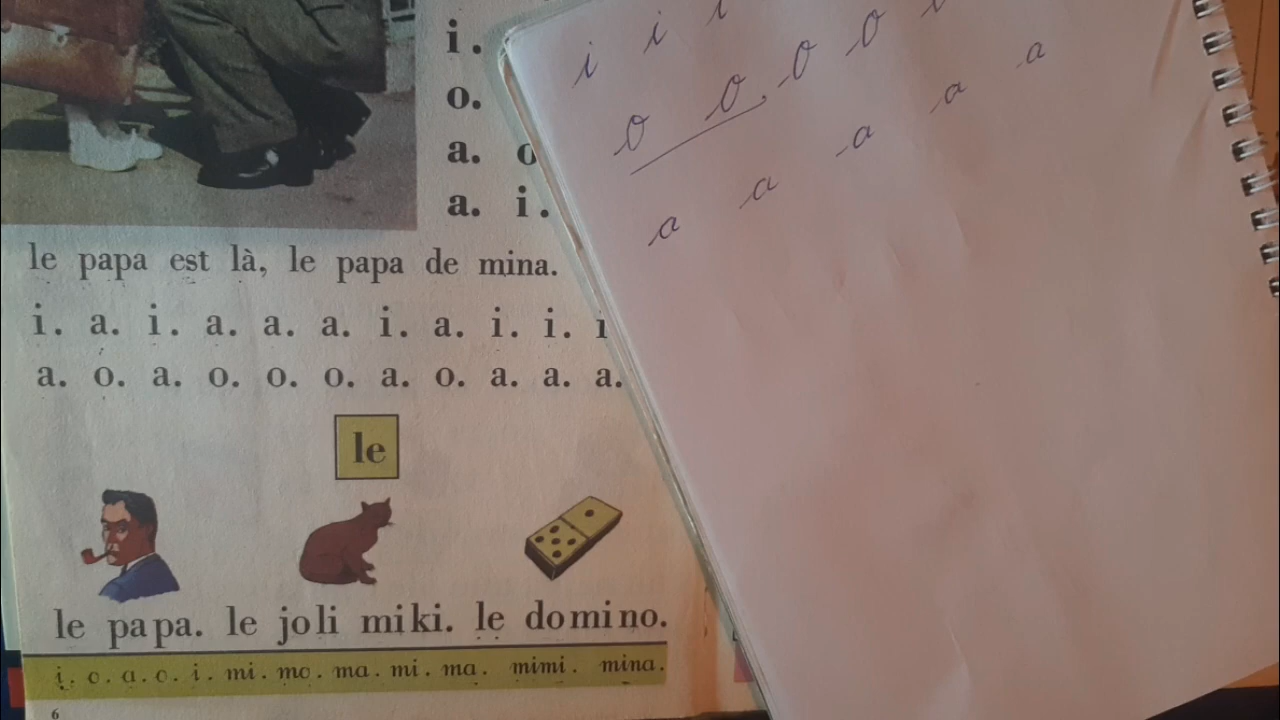 i.
o.
a. o
a. i.
le papa est là, le papa de mina.
i. a. i. a. a. a. i. a. i. i. i
a. o. a. o. o. o. a. o. a. a. a.
le
le papa. le joli miki. le domino.
i. o. a. o. i. mi. mo. ma. mi. ma. mimi. mina.
6
i i i
o o o o o
a a a a a